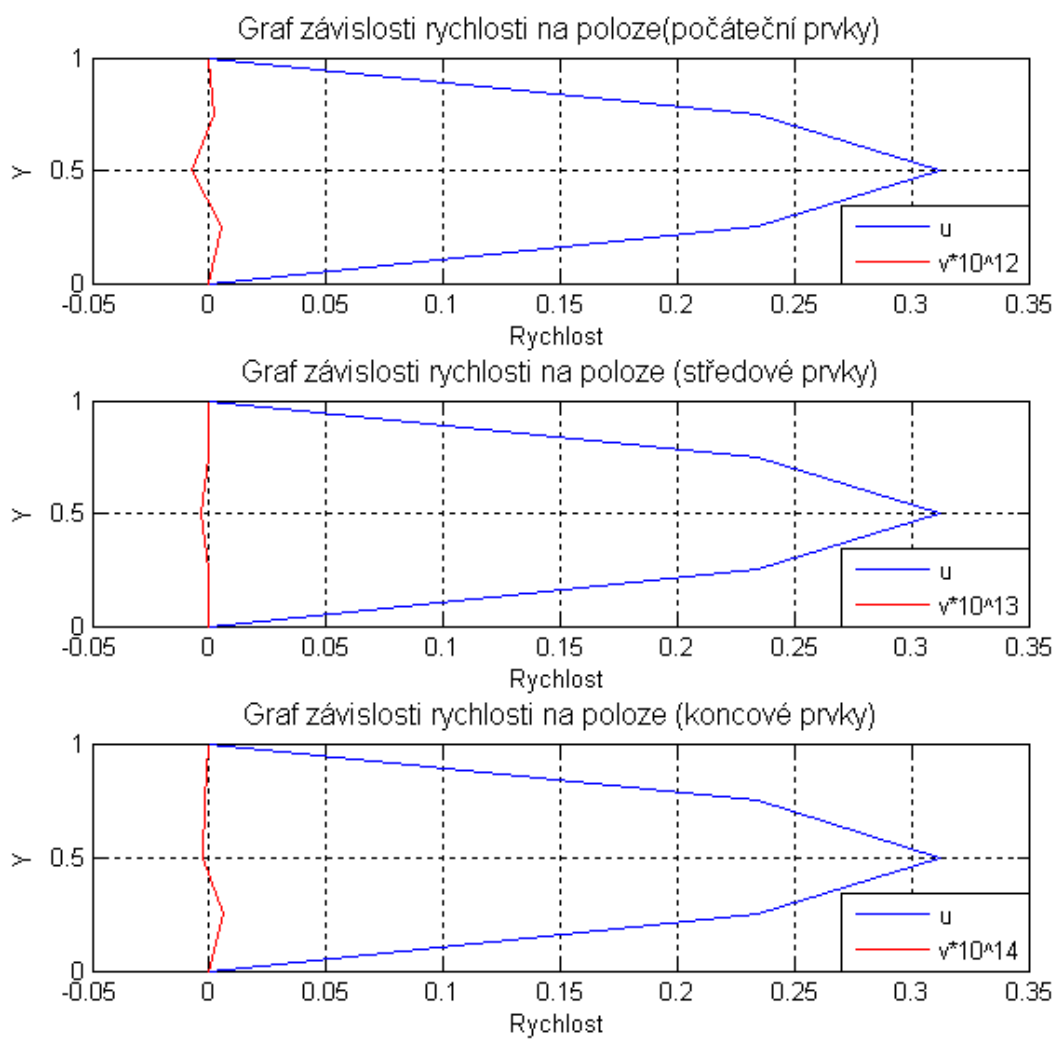 Graf závislosti rychlosti na poloze(počáteční prvky)
1
0.5
0
Y
-0.05 0 0.05 0.1 0.15 0.2 0.25 0.3 0.35
Rychlost
u
v*10^12
Graf závislosti rychlosti na poloze (středové prvky)
1
0.5
0
Y
-0.05 0 0.05 0.1 0.15 0.2 0.25 0.3 0.35
Rychlost
u
v*10^13
Graf závislosti rychlosti na poloze (koncové prvky)
1
0.5
0
Y
-0.05 0 0.05 0.1 0.15 0.2 0.25 0.3 0.35
Rychlost
u
v*10^14